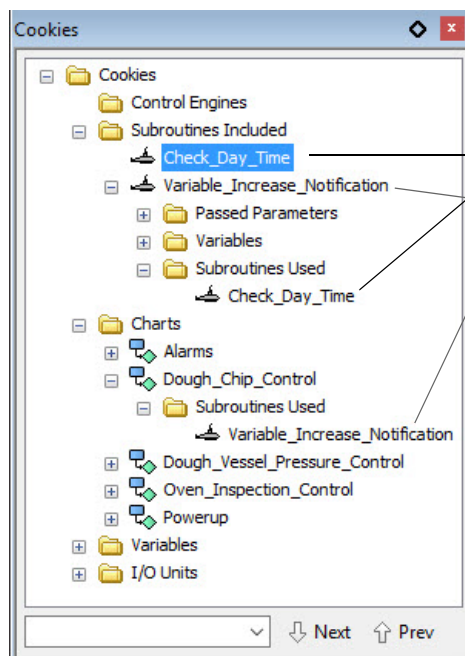 Cookies
Cookies
Control Engines
Subroutines Included
Check_Day_Time
Variable_Increase_Notification
Passed Parameters
Variables
Subroutines Used
Check_Day_Time
Charts
Alarms
Dough_Chip_Control
Subroutines Used
Variable_Increase_Notification
Dough_Vessel_Pressure_Control
Oven_Inspection_Control
Powerup
Variables
I/O Units
Next Prev